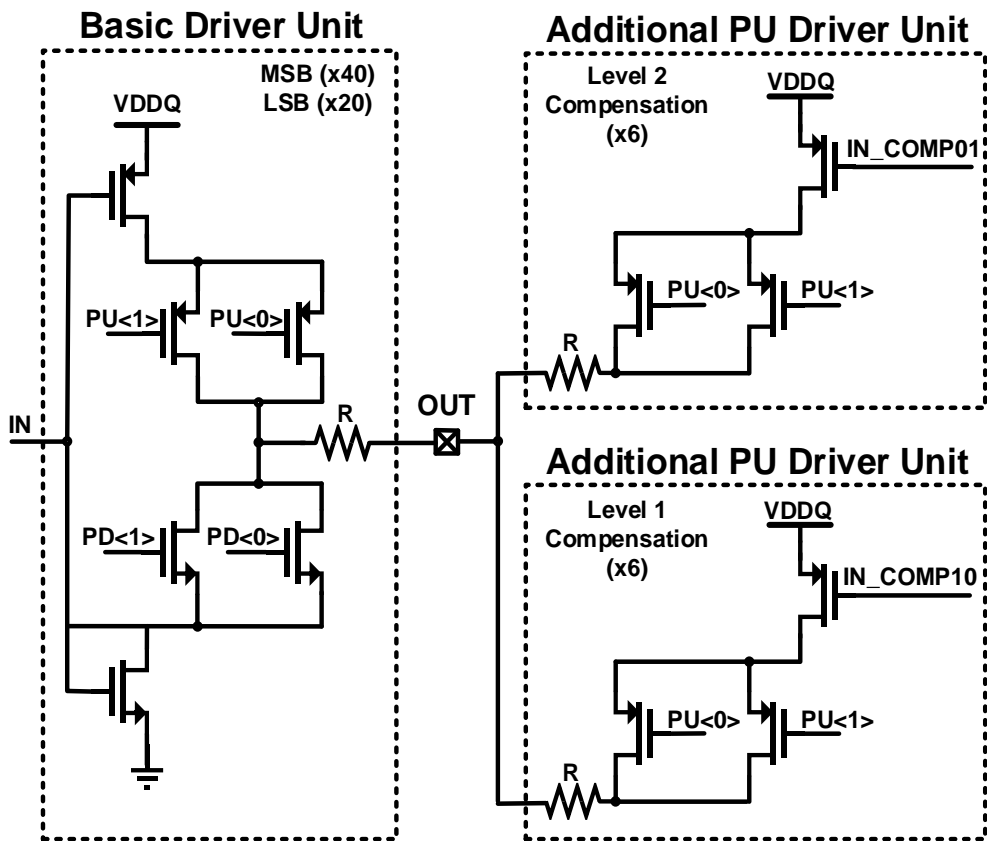 Basic Driver Unit
MSB (x40)
LSB (x20)
VDDQ
PU<1>
PU<0>
IN
R
OUT
PD<1>
PD<0>
Additional PU Driver Unit
Level 2
Compensation
(x6)
VDDQ
IN_COMP01
PU<0>
PU<1>
R
Additional PU Driver Unit
Level 1
Compensation
(x6)
VDDQ
IN_COMP10
PU<0>
PU<1>
R